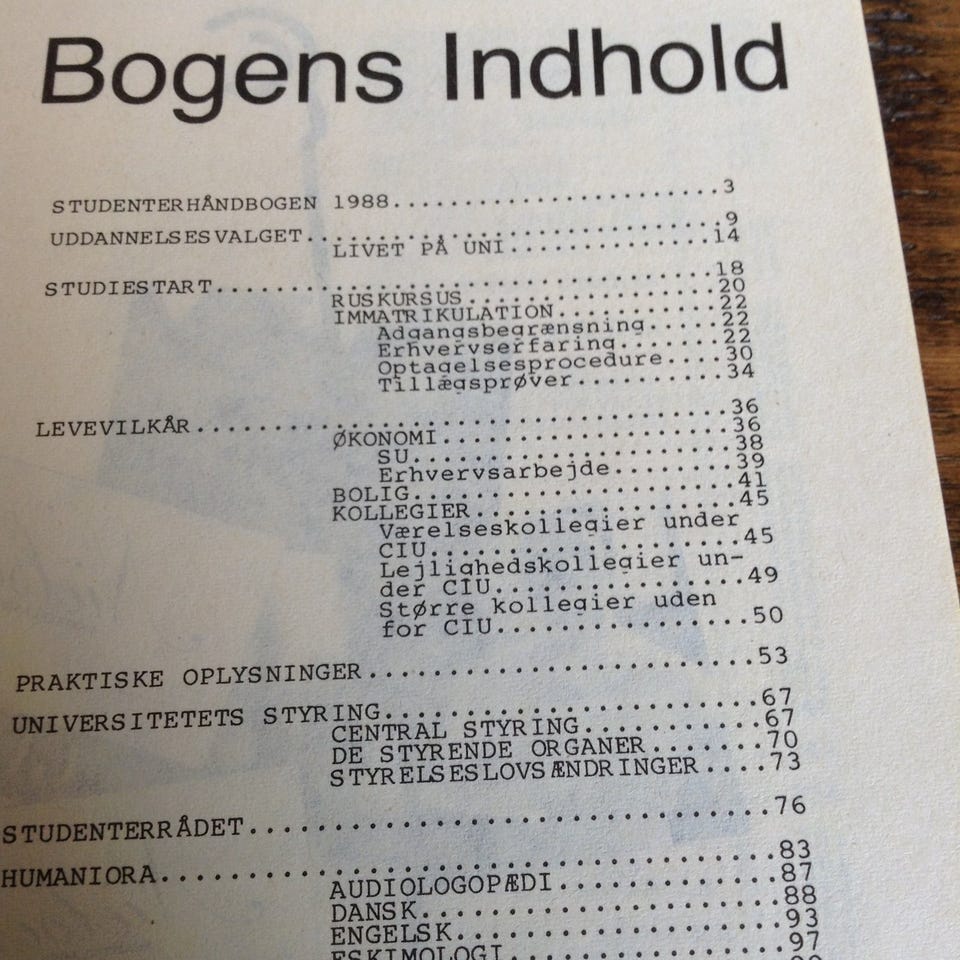 Bogens Indhold
STUDENTERHÅNDBOGEN 1988........................3
UDDANNELSESVALGET..............................9
LIVET PÅ UNI............14
STUDIESTART...................................18
RUSKURSUS...............20
IMMATRIKULATION.........22
Adgangsbegrænsning.....22
Erhvervserfaring.......22
Optagelsesprocedure....30
Tillægsprøver..........34
LEVEVILKÅR....................................36
ØKONOMI.................36
SU.....................38
Erhvervsarbejde........39
BOLIG...................41
KOLLEGIER...............45
Værelseskollegier under
CIU....................45
Lejlighedskollegier un-
der CIU................49
Større kollegier uden
for CIU................50
PRAKTISKE OPLYSNINGER.........................53
UNIVERSITETETS STYRING........................67
CENTRAL STYRING.........67
DE STYRENDE ORGANER.....70
STYRELSESLOVSÆNDRINGER....73
STUDENTERRÅDET................................76
HUMANIORA.....................................83
AUDIOLOGOPÆDI...........87
DANSK...................88
ENGELSK.................93
ESKIMOLOGI..............97